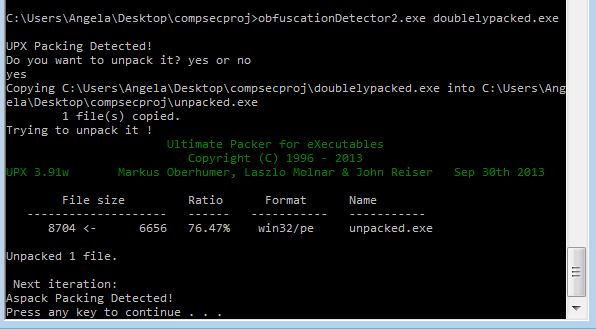 C:\Users\Angela\Desktop\compsecproj>obfuscationDetector2.exe doublelypacked.exe
UPX Packing Detected!
Do you want to unpack it? yes or no
yes
Copying C:\Users\Angela\Desktop\compsecproj\doublelypacked.exe into C:\Users\Ang
ela\Desktop\compsecproj\unpacked.exe
1 file(s) copied.
Trying to unpack it !
Ultimate Packer for eXecutables
Copyright (C) 1996 - 2013
UPX 3.91w Markus Oberhumer, Laszlo Molnar & John Reiser Sep 30th 2013
File size Ratio Format Name
-------------------- ------ ----------- -----------
8704 <- 6656 76.47% win32/pe unpacked.exe
Unpacked 1 file.
Next iteration:
Aspack Packing Detected!
Press any key to continue . . .